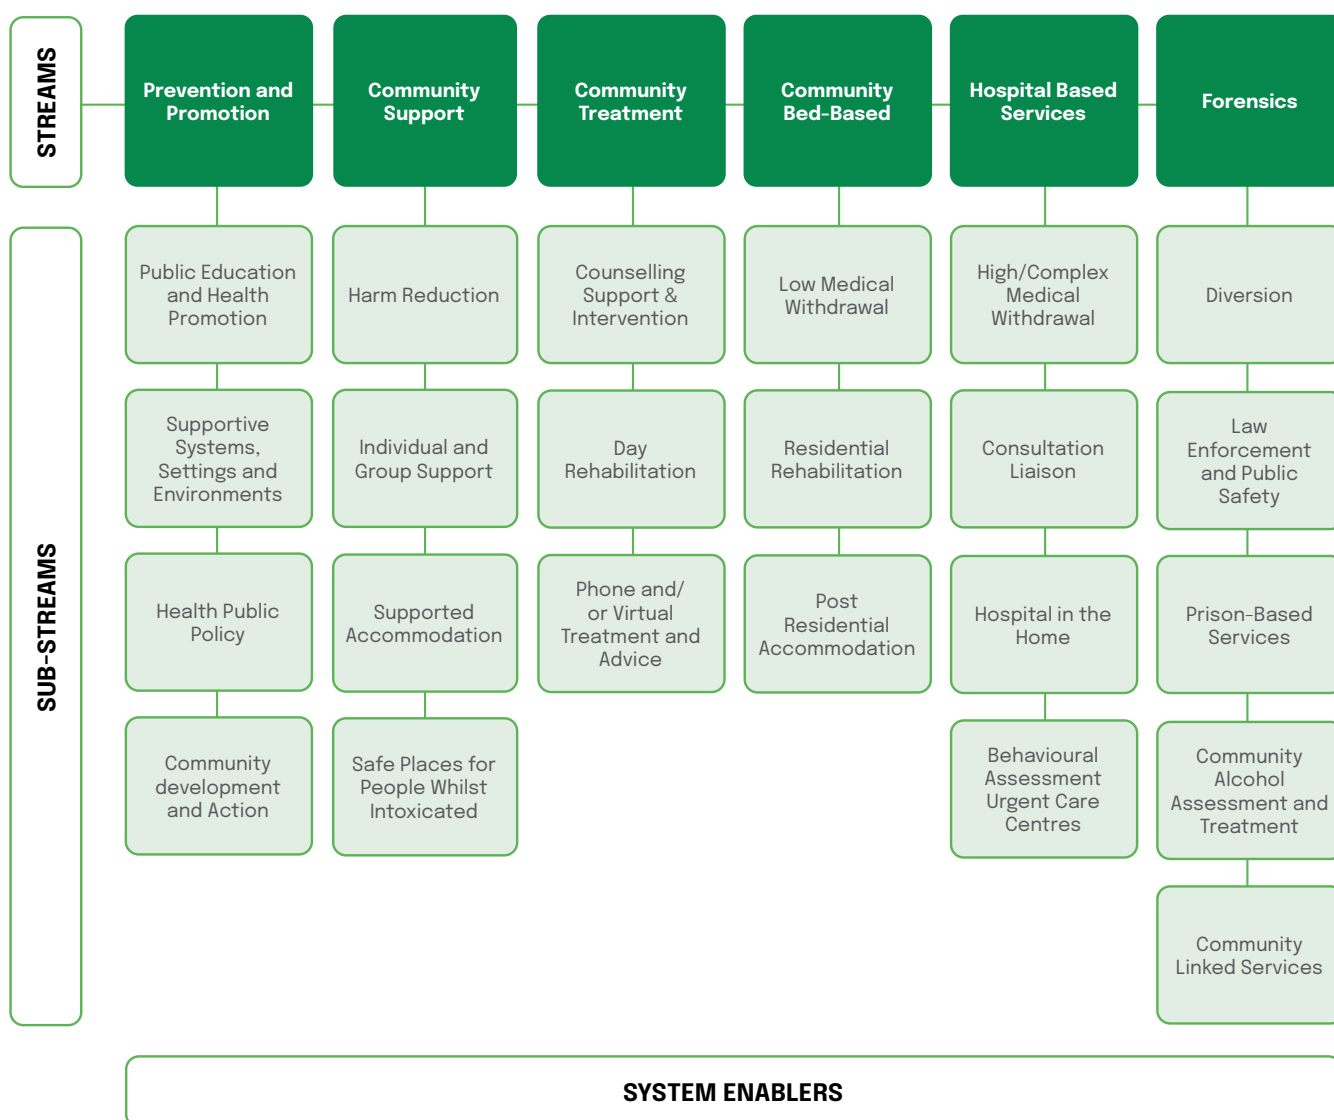 STREAMS
Prevention and
Promotion
Community
Support
Community
Treatment
Community
Bed-Based
Hospital Based
Services
Forensics
SUB-STREAMS
Public Education
and Health
Promotion
Harm Reduction
Counselling
Support &
Intervention
Low Medical
Withdrawal
High/Complex
Medical
Withdrawal
Diversion
Supportive
Systems,
Settings and
Environments
Individual and
Group Support
Day
Rehabilitation
Residential
Rehabilitation
Consultation
Liaison
Law
Enforcement
and Public
Safety
Health Public
Policy
Supported
Accommodation
Phone and/
or Virtual
Treatment and
Advice
Post
Residential
Accommodation
Hospital in the
Home
Prison-Based
Services
Community
development
and Action
Safe Places for
People Whilst
Intoxicated
Behavioural
Assessment
Urgent Care
Centres
Community
Alcohol
Assessment and
Treatment
Community
Linked Services
SYSTEM ENABLERS